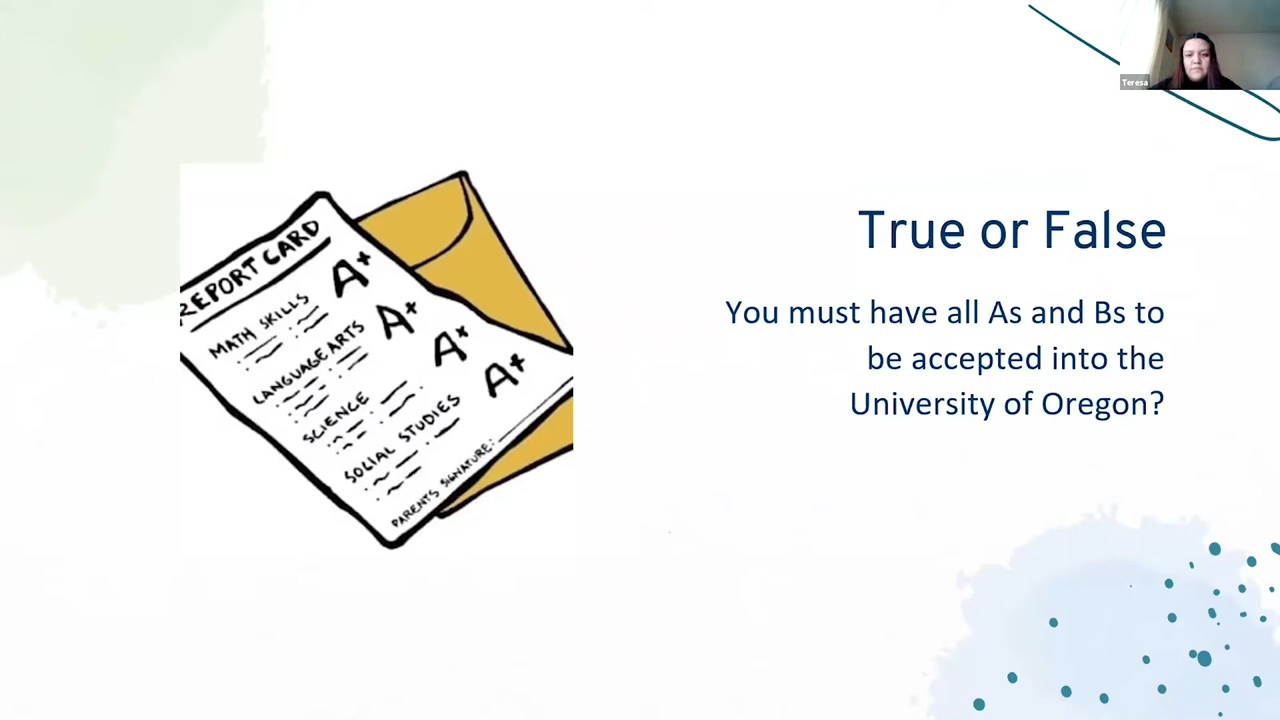 Teresa
True or False
You must have all As and Bs to
be accepted into the
University of Oregon?
REPORT CARD
MATH SKILLS A+
LANGUAGE ARTS A+
SCIENCE A+
SOCIAL STUDIES A+
PARENTS SIGNATURE: